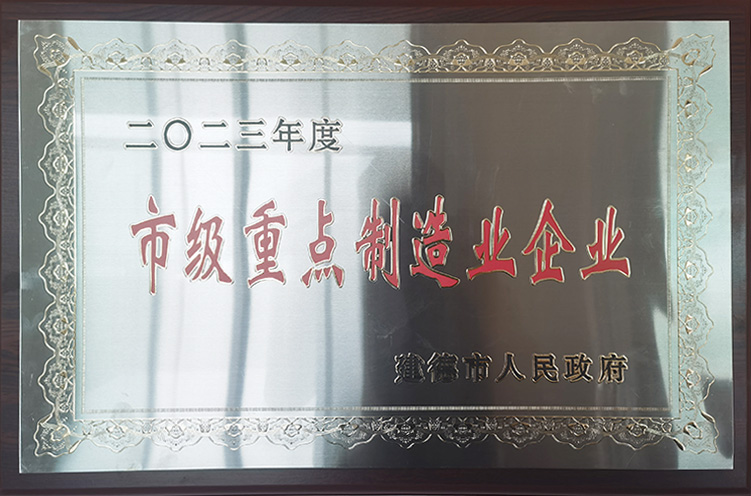 二〇二三年度
市级重点制造业企业
建德市人民政府